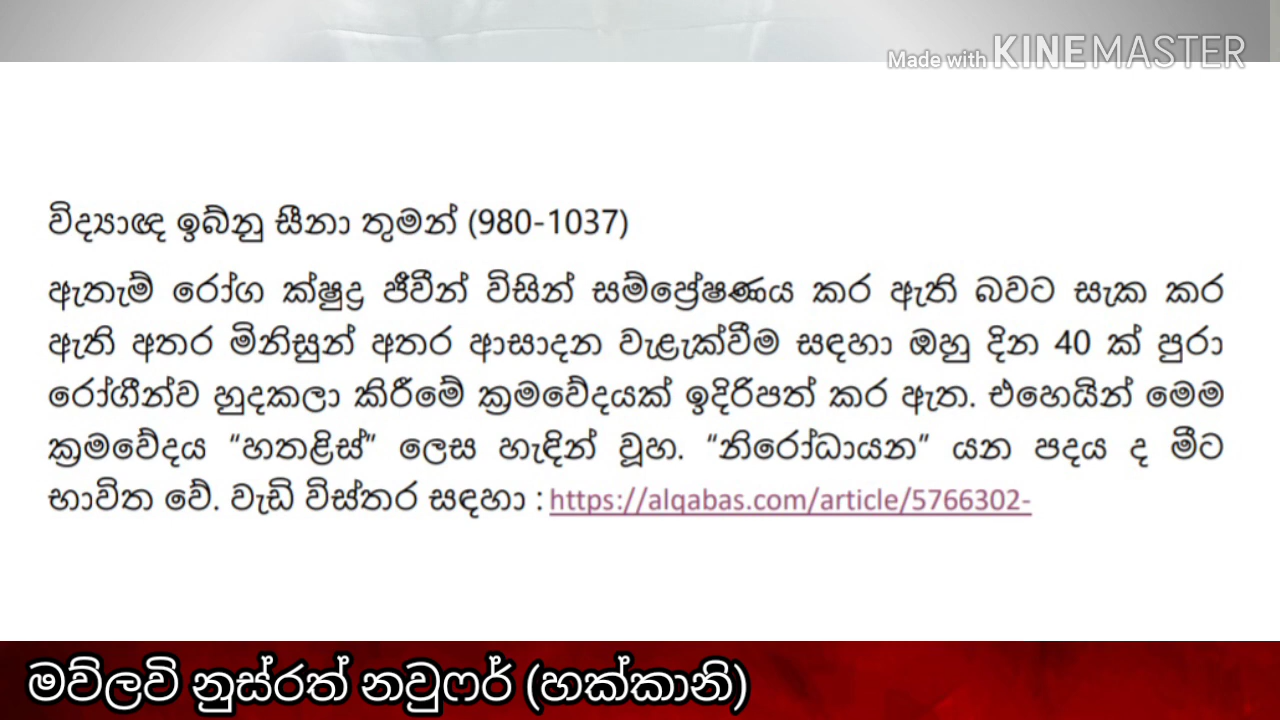 Made with KINEMASTER
විද්‍යාඥ ඉබ්නු සීනා තුමන් (980-1037)
ඇතැම් රෝග ක්ෂුද්‍ර ජීවීන් විසින් සම්ප්‍රේෂණය කර ඇති බවට සැක කර
ඇති අතර මිනිසුන් අතර ආසාදන වැළැක්වීම සඳහා ඔහු දින 40 ක් පුරා
රෝගීන්ව හුදකලා කිරීමේ ක්‍රමවේදයක් ඉදිරිපත් කර ඇත. එහෙයින් මෙම
ක්‍රමවේදය “හතළිස්” ලෙස හැඳින් වූහ. “නිරෝධායන” යන පදය ද මීට
භාවිත වේ. වැඩි විස්තර සඳහා : https://alqabas.com/article/5766302-
මව්ලවි නුස්රත් නවුෆර් (හක්කානි)